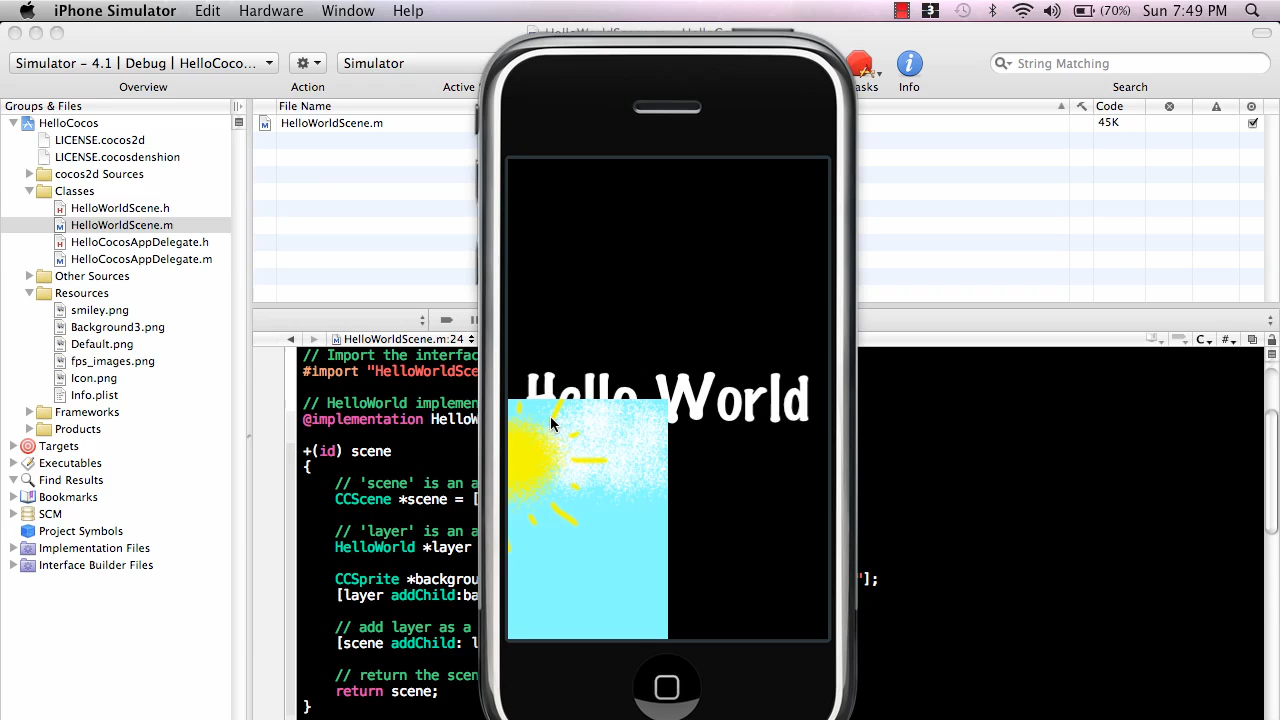 iPhone Simulator File Edit Hardware Window Help 3 (70%) Sun 7:49 PM
Simulator – 4.1 | Debug | HelloCoco… Simulator asks Info String Matching
Overview Action Active Search
Groups & Files File Name Code
HelloCocos HelloWorldScene.m 45K
LICENSE.cocos2d
LICENSE.cocosdenshion
cocos2d Sources
Classes
HelloWorldScene.h
HelloWorldScene.m
HelloCocosAppDelegate.h
HelloCocosAppDelegate.m
Other Sources
Resources
smiley.png
Background3.png
Default.png
fps_images.png
Icon.png
Info.plist
Frameworks
Products
Targets
Executables
Find Results
Bookmarks
SCM
Project Symbols
Implementation Files
Interface Builder Files
HelloWorldScene.m:24 C #
// Import the interfac
#import "HelloWorldSce
// HelloWorld implemen
@implementation HelloW
+(id) scene
{
// 'scene' is an a
CCScene *scene = [
// 'layer' is an a
HelloWorld *layer
CCSprite *backgrou "];
[layer addChild:ba
// add layer as a
[scene addChild: l
// return the scen
return scene;
}
Hello World